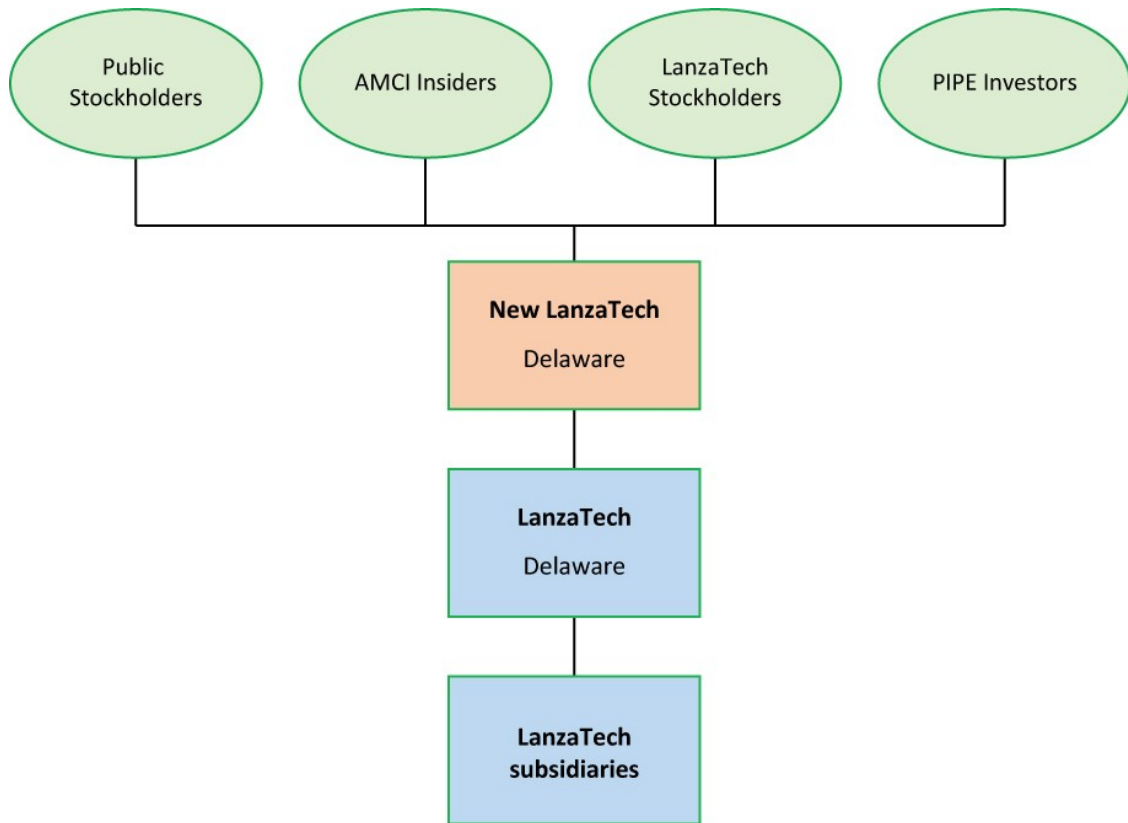 Public
Stockholders
AMCI Insiders
LanzaTech
Stockholders
PIPE Investors
New LanzaTech
Delaware
LanzaTech
Delaware
LanzaTech
subsidiaries